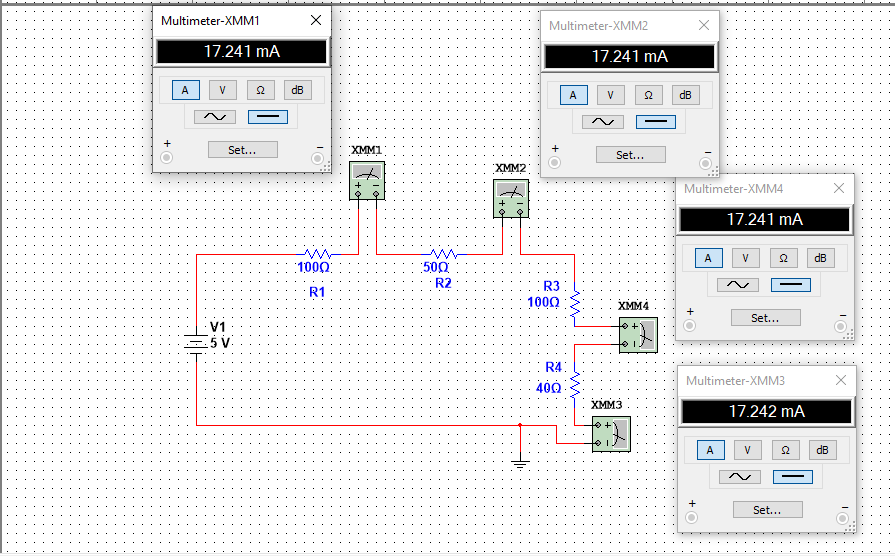 Multimeter-XMM1
17.241 mA
A V Ω dB
+ −
Set...
Multimeter-XMM2
17.241 mA
A V Ω dB
+ −
Set...
Multimeter-XMM4
17.241 mA
A V Ω dB
+ −
Set...
Multimeter-XMM3
17.242 mA
A V Ω dB
+ −
Set...
XMM1
+ −
XMM2
+ −
100Ω
R1
50Ω
R2
R3
100Ω
XMM4
+
V1
5 V
R4
40Ω
XMM3
+